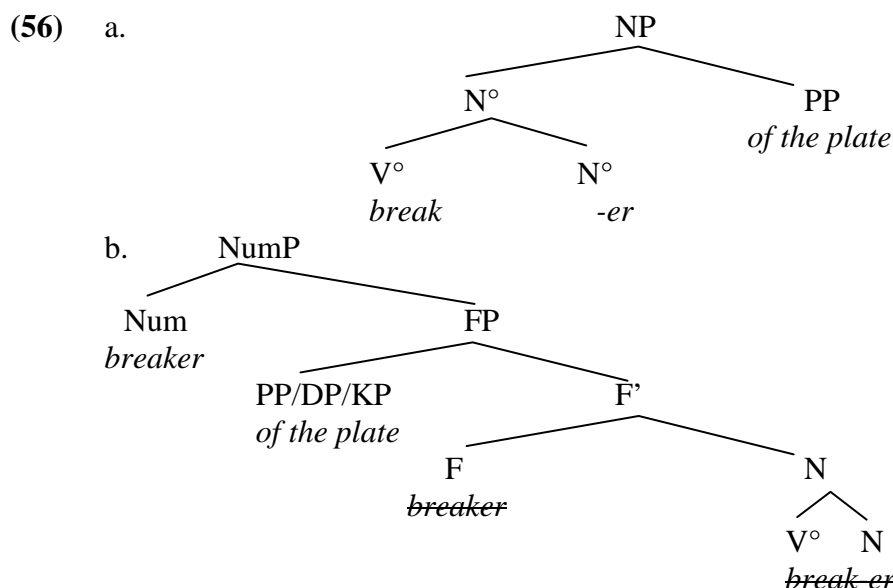 (56) a. NP
N° PP
of the plate
V° N°
break -er
b. NumP
Num FP
breaker
PP/DP/KP F’
of the plate
F N
breaker
V° N
break-er